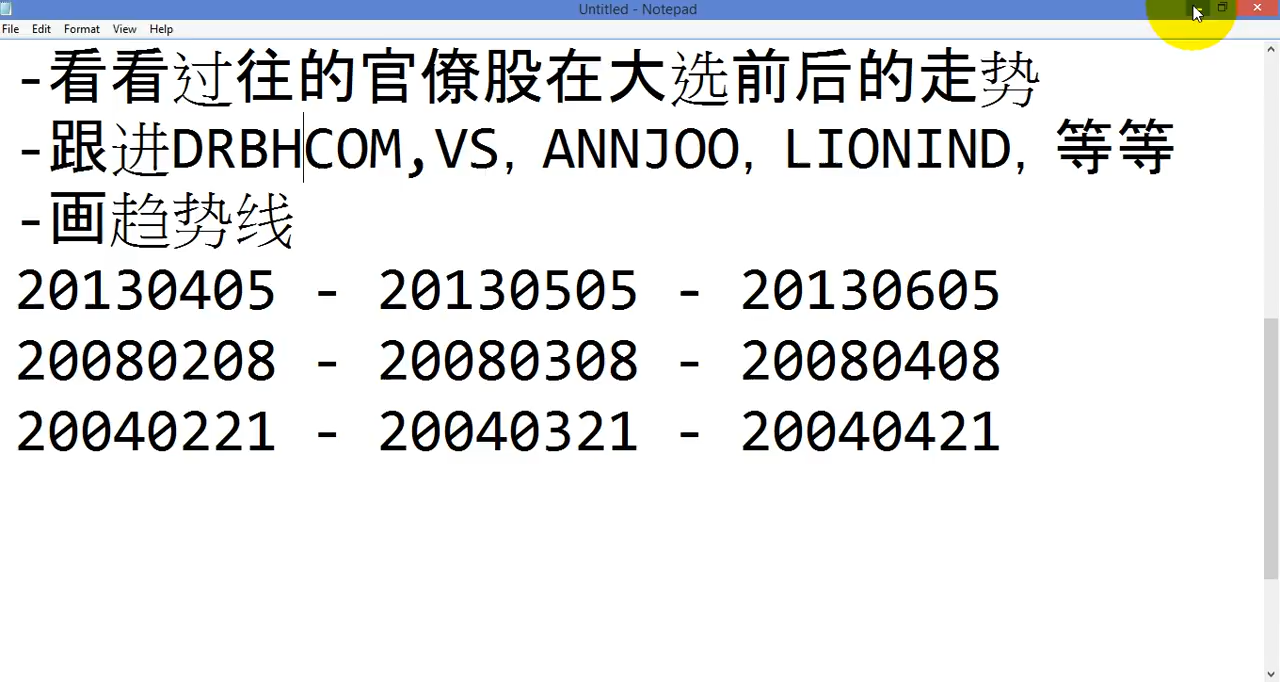 Untitled - Notepad
File Edit Format View Help
-看看过往的官僚股在大选前后的走势
-跟进DRBHCOM,VS, ANNJOO, LIONIND, 等等
-画趋势线
20130405 - 20130505 - 20130605
20080208 - 20080308 - 20080408
20040221 - 20040321 - 20040421